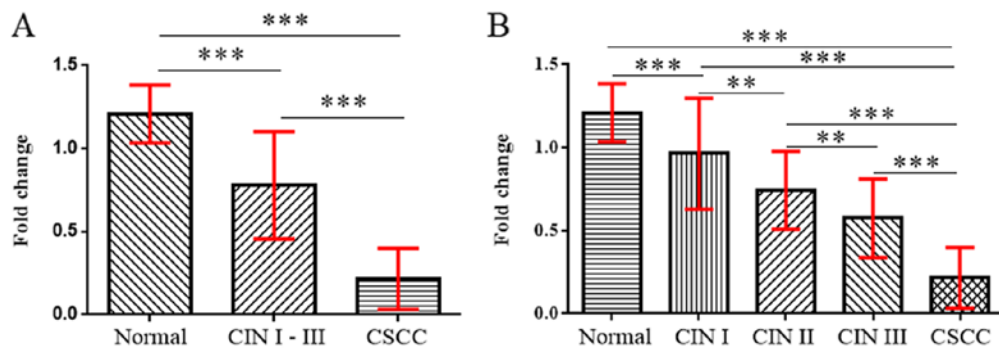 A
***
***
***
Fold change
1.5
1.0
0.5
0.0
Normal CIN I - III CSCC
B
***
*** ***
**
***
**
***
Fold change
1.5
1.0
0.5
0.0
Normal CIN I CIN II CIN III CSCC